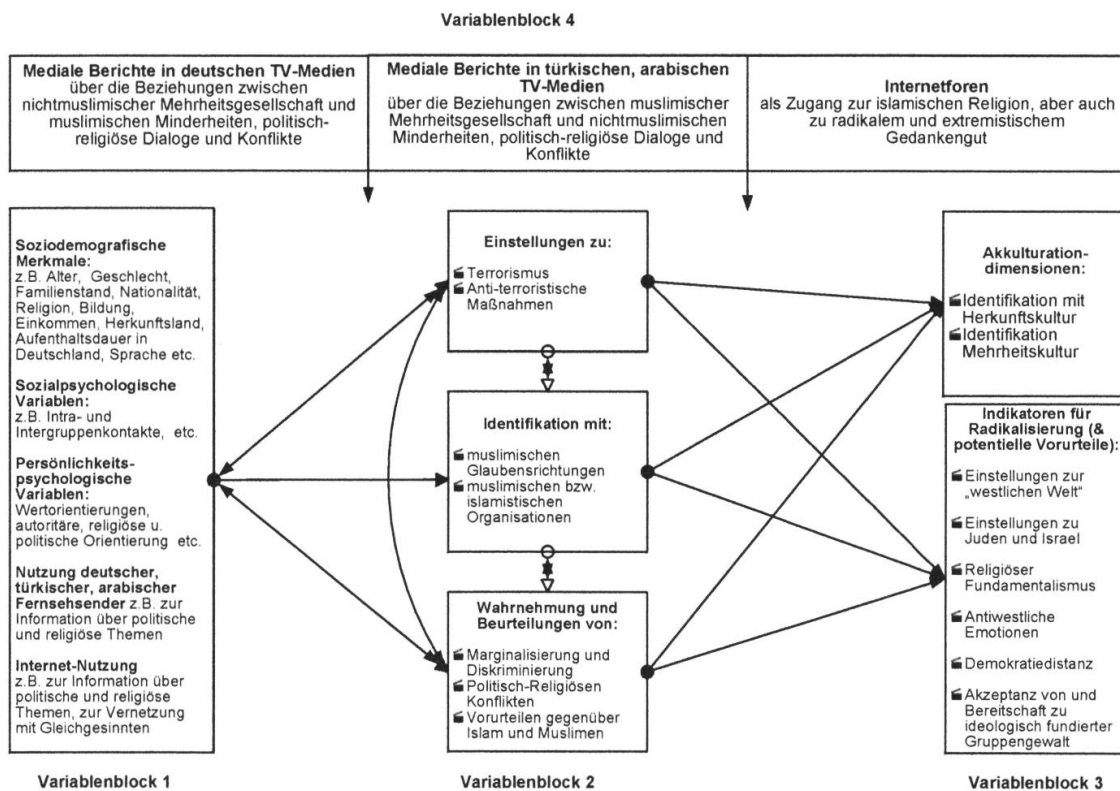 Variablenblock 4
Mediale Berichte in deutschen TV-Medien
über die Beziehungen zwischen
nichtmuslimischer Mehrheitsgesellschaft und
muslimischen Minderheiten, politisch-
religiöse Dialoge und Konflikte
Mediale Berichte in türkischen, arabischen
TV-Medien
über die Beziehungen zwischen muslimischer
Mehrheitsgesellschaft und nichtmuslimischen
Minderheiten, politisch-religiöse Dialoge und
Konflikte
Internetforen
als Zugang zur islamischen Religion, aber auch
zu radikalem und extremistischem
Gedankengut
Soziodemografische
Merkmale:
z.B. Alter, Geschlecht,
Familienstand, Nationalität,
Religion, Bildung,
Einkommen, Herkunftsland,
Aufenthaltsdauer in
Deutschland, Sprache etc.
Sozialpsychologische
Variablen:
z.B. Intra- und
Intergruppenkontakte, etc.
Persönlichkeits-
psychologische
Variablen:
Wertorientierungen,
autoritäre, religiöse u.
politische Orientierung etc.
Nutzung deutscher,
türkischer, arabischer
Fernsehsender z.B. zur
Information über politische
und religiöse Themen
Internet-Nutzung
z.B. zur Information über
politische und religiöse
Themen, zur Vernetzung
mit Gleichgesinnten
Variablenblock 1
Einstellungen zu:
Terrorismus
Anti-terroristische
Maßnahmen
Identifikation mit:
muslimischen
Glaubensrichtungen
muslimischen bzw.
islamistischen
Organisationen
Wahrnehmung und
Beurteilungen von:
Marginalisierung und
Diskriminierung
Politisch-Religiösen
Konflikten
Vorurteilen gegenüber
Islam und Muslimen
Variablenblock 2
Akkulturation-
dimensionen:
Identifikation mit
Herkunftskultur
Identifikation
Mehrheitskultur
Indikatoren für
Radikalisierung (&
potentielle Vorurteile):
Einstellungen zur
„westlichen Welt“
Einstellungen zu
Juden und Israel
Religiöser
Fundamentalismus
Antiwestliche
Emotionen
Demokratiedistanz
Akzeptanz von und
Bereitschaft zu
ideologisch fundierter
Gruppengewalt
Variablenblock 3